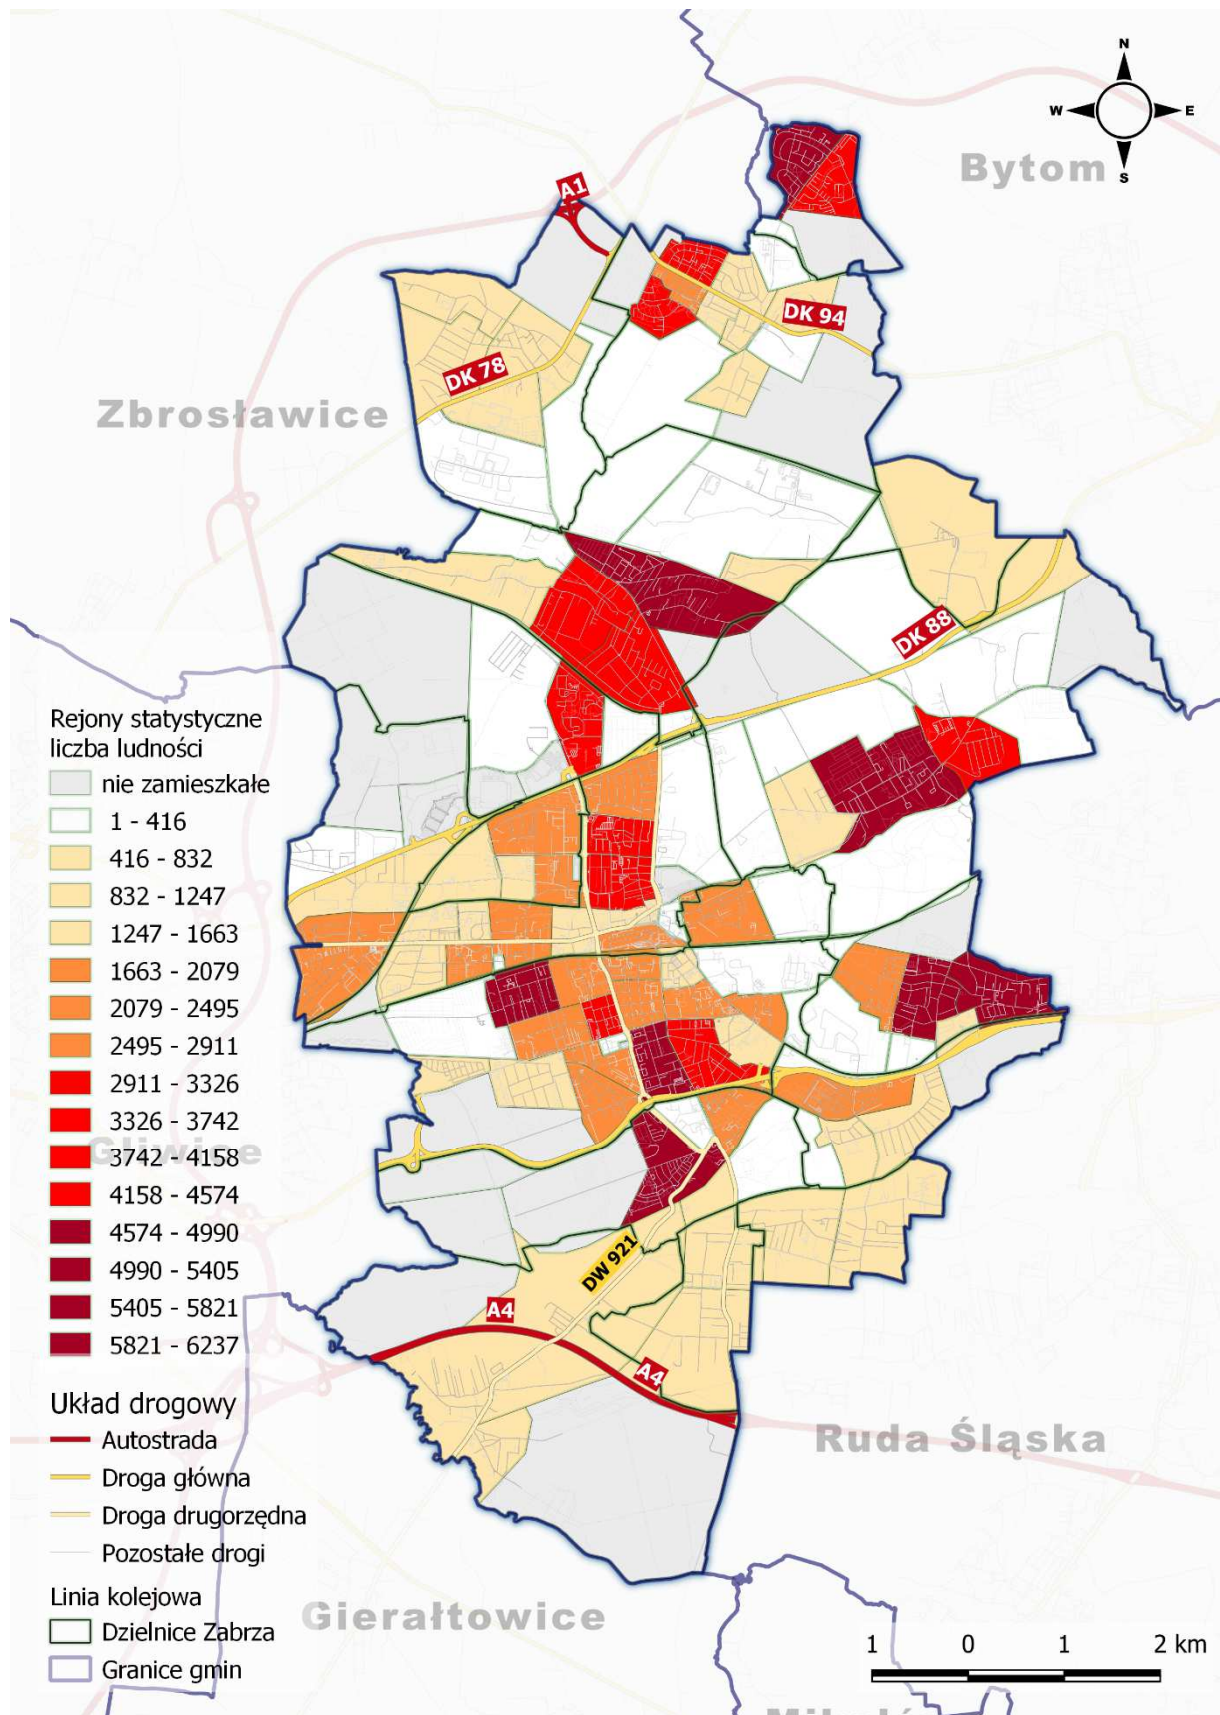 N
W
E
S
Bytom
A1
DK 94
DK 78
Zbrosławice
DK 88
Rejony statystyczne
liczba ludności
nie zamieszkałe
1 - 416
416 - 832
832 - 1247
1247 - 1663
1663 - 2079
2079 - 2495
2495 - 2911
2911 - 3326
3326 - 3742
3742 - 4158
4158 - 4574
4574 - 4990
4990 - 5405
5405 - 5821
5821 - 6237
Gliwice
DW 921
A4
A4
Układ drogowy
Autostrada
Droga główna
Droga drugorzędna
Pozostałe drogi
Linia kolejowa
Dzielnice Zabrza
Granice gmin
Ruda Śląska
Gierałtowice
1 0 1 2 km